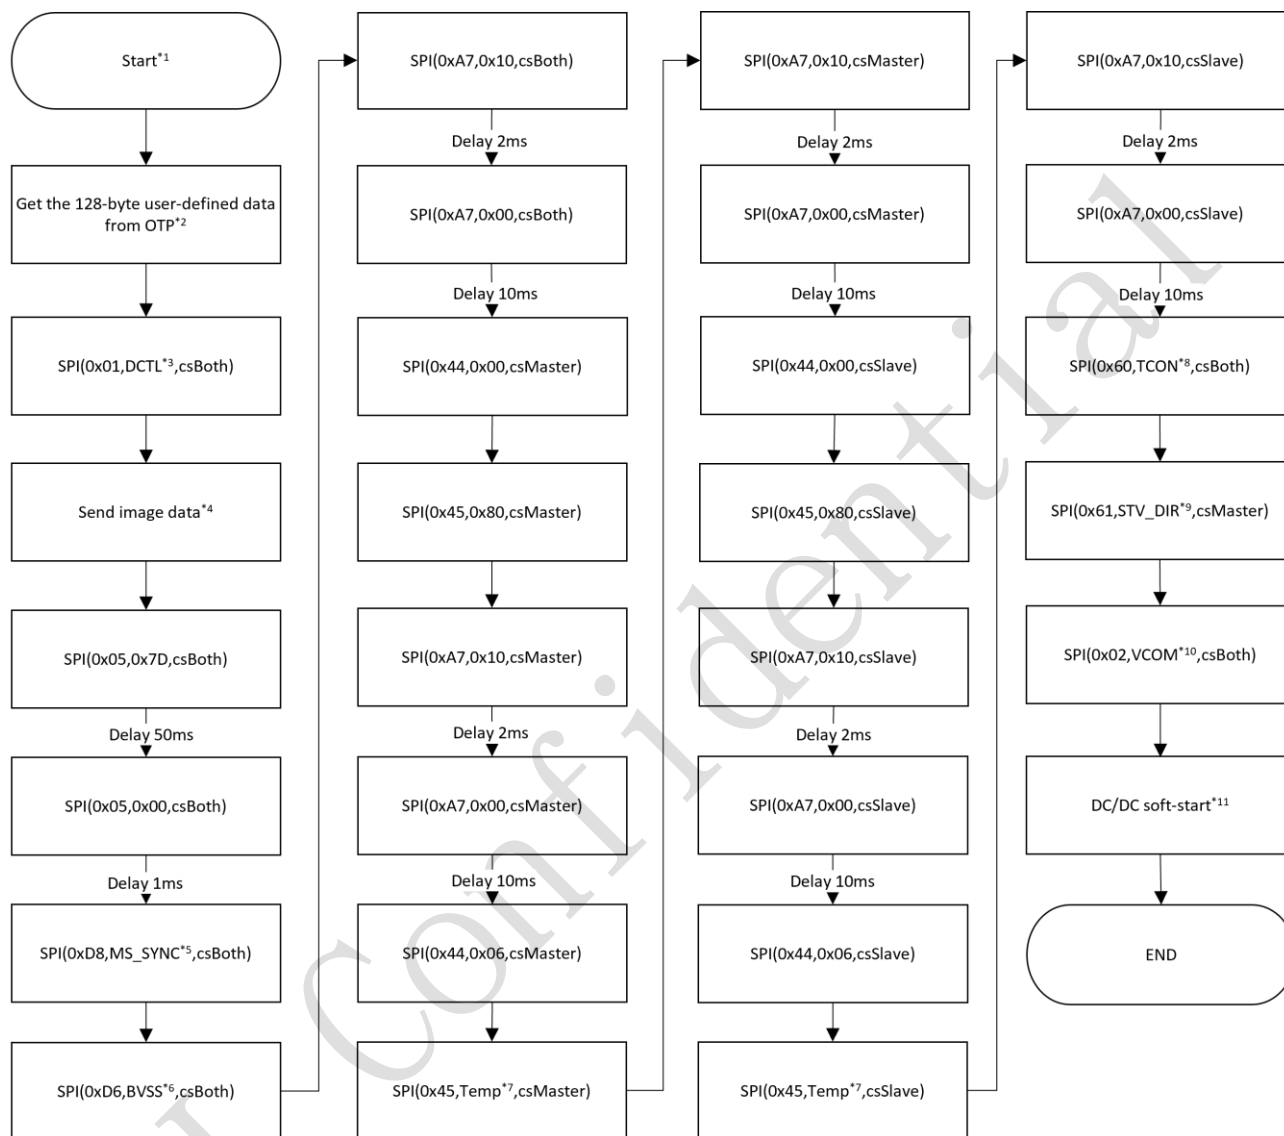 Start*1
Get the 128-byte user-defined data
from OTP*2
SPI(0x01,DCTL*3,csBoth)
Send image data*4
SPI(0x05,0x7D,csBoth)
Delay 50ms
SPI(0x05,0x00,csBoth)
Delay 1ms
SPI(0xD8,MS_SYNC*5,csBoth)
SPI(0xD6,BVSS*6,csBoth)
SPI(0xA7,0x10,csBoth)
Delay 2ms
SPI(0xA7,0x00,csBoth)
Delay 10ms
SPI(0x44,0x00,csMaster)
SPI(0x45,0x80,csMaster)
SPI(0xA7,0x10,csMaster)
Delay 2ms
SPI(0xA7,0x00,csMaster)
Delay 10ms
SPI(0x44,0x06,csMaster)
SPI(0x45,Temp*7,csMaster)
SPI(0xA7,0x10,csMaster)
Delay 2ms
SPI(0xA7,0x00,csMaster)
Delay 10ms
SPI(0x44,0x00,csSlave)
SPI(0x45,0x80,csSlave)
SPI(0xA7,0x10,csSlave)
Delay 2ms
SPI(0xA7,0x00,csSlave)
Delay 10ms
SPI(0x44,0x06,csSlave)
SPI(0x45,Temp*7,csSlave)
SPI(0xA7,0x10,csSlave)
Delay 2ms
SPI(0xA7,0x00,csSlave)
Delay 10ms
SPI(0x60,TCON*8,csBoth)
SPI(0x61,STV_DIR*9,csMaster)
SPI(0x02,VCOM*10,csBoth)
DC/DC soft-start*11
END
Confidential